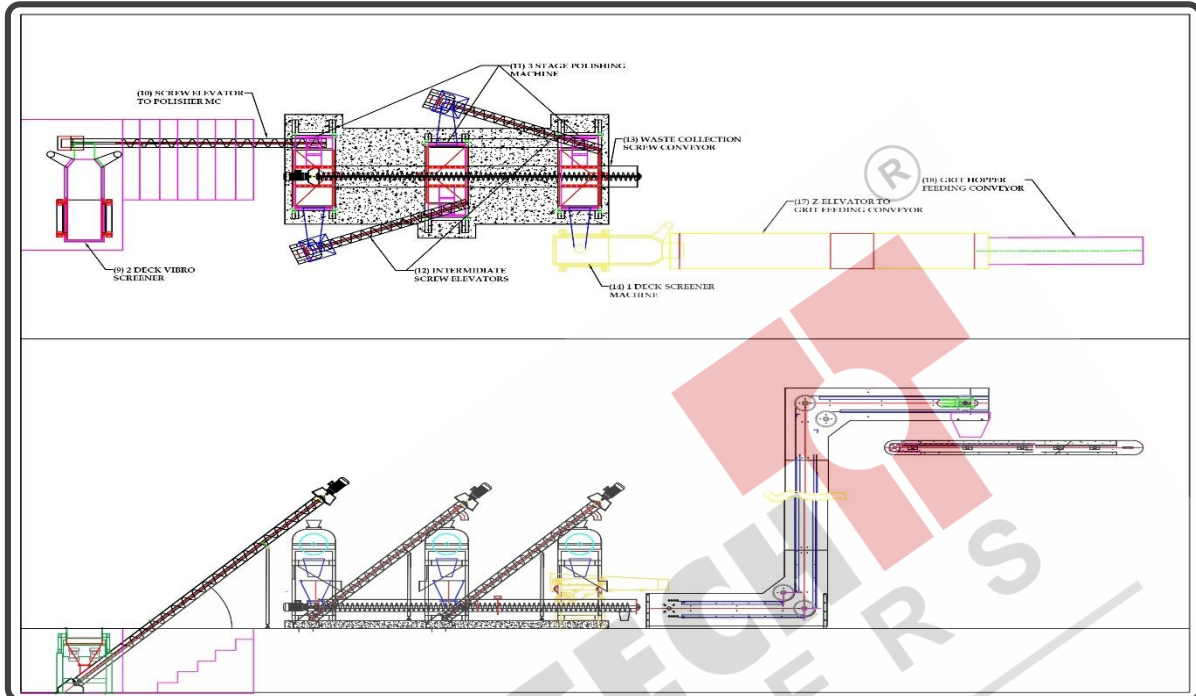 (11) 3 STAGE POLISHING
MACHINE
(10) SCREW ELEVATOR
TO POLISHER MC
(13) WASTE COLLECTION
SCREW CONVEYOR
®
(18) GRIT HOPPER
FEEDING CONVEYOR
(17) Z-ELEVATOR TO
GRIT FEEDING CONVEYOR
(9) 2 DECK VIBRO
SCREENER
(12) INTERMIDIATE
SCREW ELEVATORS
(14) 1 DECK SCREENER
MACHINE
TECH
ERS